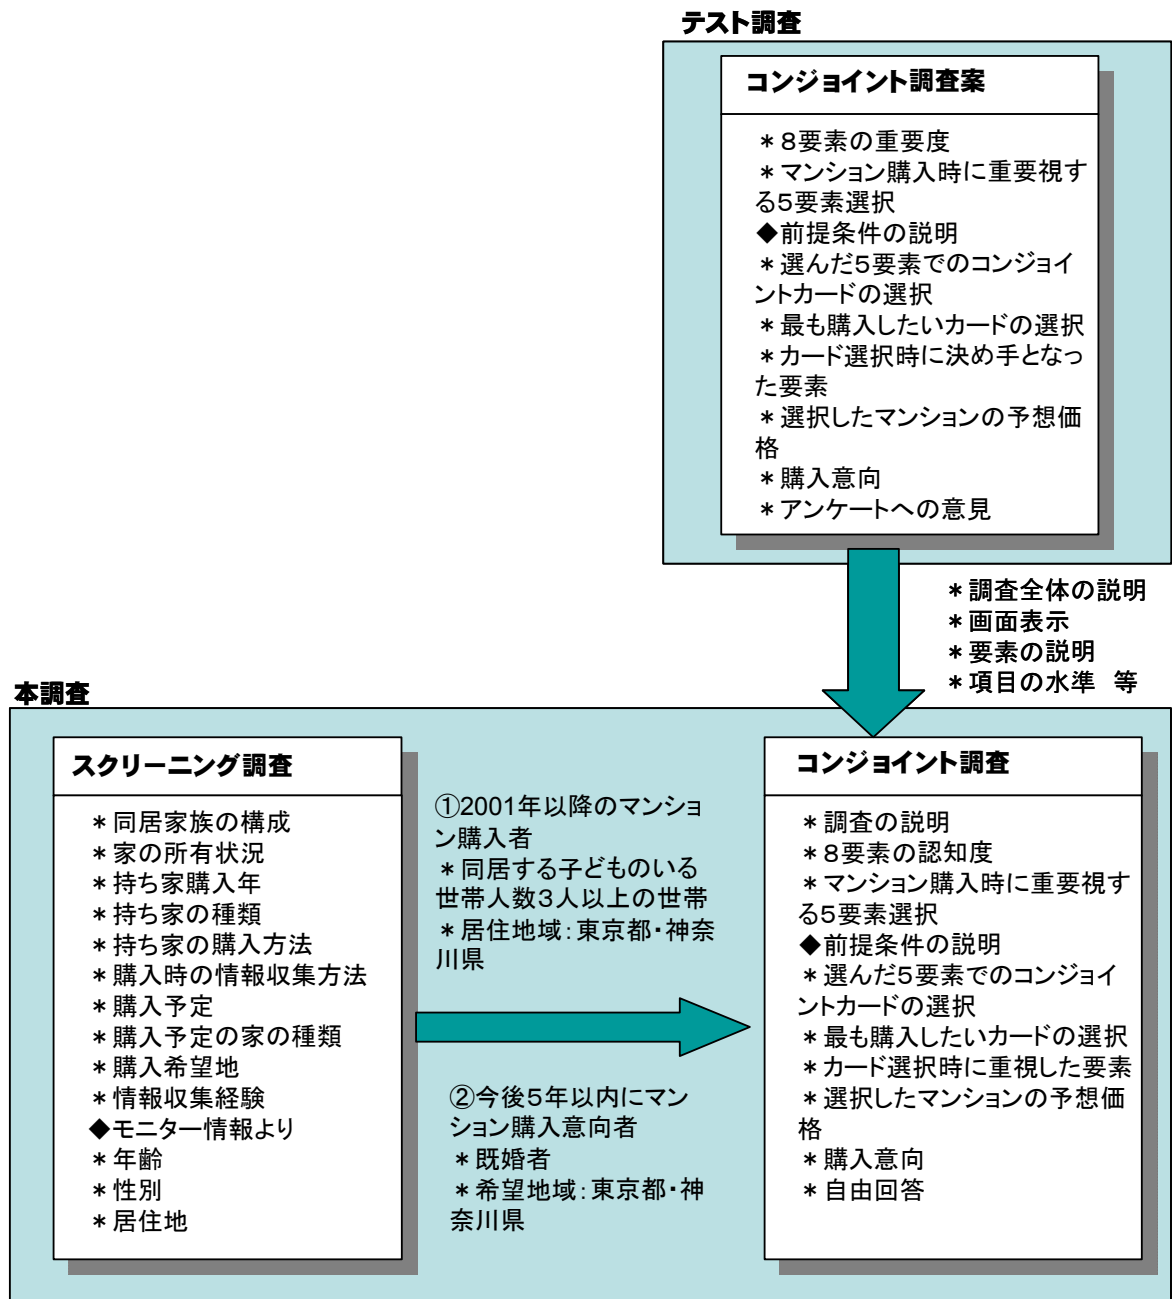 テスト調査
コンジョイント調査案
＊８要素の重要度
＊マンション購入時に重要視す
る５要素選択
◆前提条件の説明
＊選んだ５要素でのコンジョイ
ントカードの選択
＊最も購入したいカードの選択
＊カード選択時に決め手となっ
た要素
＊選択したマンションの予想価
格
＊購入意向
＊アンケートへの意見
＊調査全体の説明
＊画面表示
＊要素の説明
＊項目の水準　等
本調査
スクリーニング調査
＊同居家族の構成
＊家の所有状況
＊持ち家購入年
＊持ち家の種類
＊持ち家の購入方法
＊購入時の情報収集方法
＊購入予定
＊購入予定の家の種類
＊購入希望地
＊情報収集経験
◆モニター情報より
＊年齢
＊性別
＊居住地
①2001年以降のマンショ
ン購入者
＊同居する子どものいる
世帯人数３人以上の世帯
＊居住地域：東京都・神奈
川県
②今後５年以内にマン
ション購入意向者
＊既婚者
＊希望地域：東京都・神
奈川県
コンジョイント調査
＊調査の説明
＊８要素の認知度
＊マンション購入時に重要視す
る５要素選択
◆前提条件の説明
＊選んだ５要素でのコンジョイ
ントカードの選択
＊最も購入したいカードの選択
＊カード選択時に重視した要素
＊選択したマンションの予想価
格
＊購入意向
＊自由回答